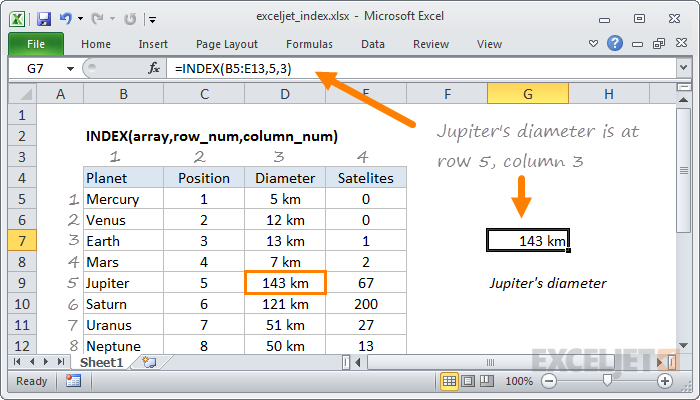 exceljet_index.xlsx - Microsoft Excel
File Home Insert Page Layout Formulas View
G7 fx =INDEX(B5:E13,5,3)
A B C D E F G H
1
2 INDEX(array,row_num,column_num)
Jupiter's diameter is at
row 5, column 3
3 1 2 3 4
4 Planet Position Diameter Satelites
5 1 Mercury 1 5 km 0
6 2 Venus 2 12 km 0
7 3 Earth 3 13 km 1 143 km
8 4 Mars 4 7 km 2
9 5 Jupiter 5 143 km 67 Jupiter's diameter
10 6 Saturn 6 121 km 200
11 7 Uranus 7 51 km 27
12 8 Neptune 8 50 km 13
Sheet1
EXCELJET
Ready 100%